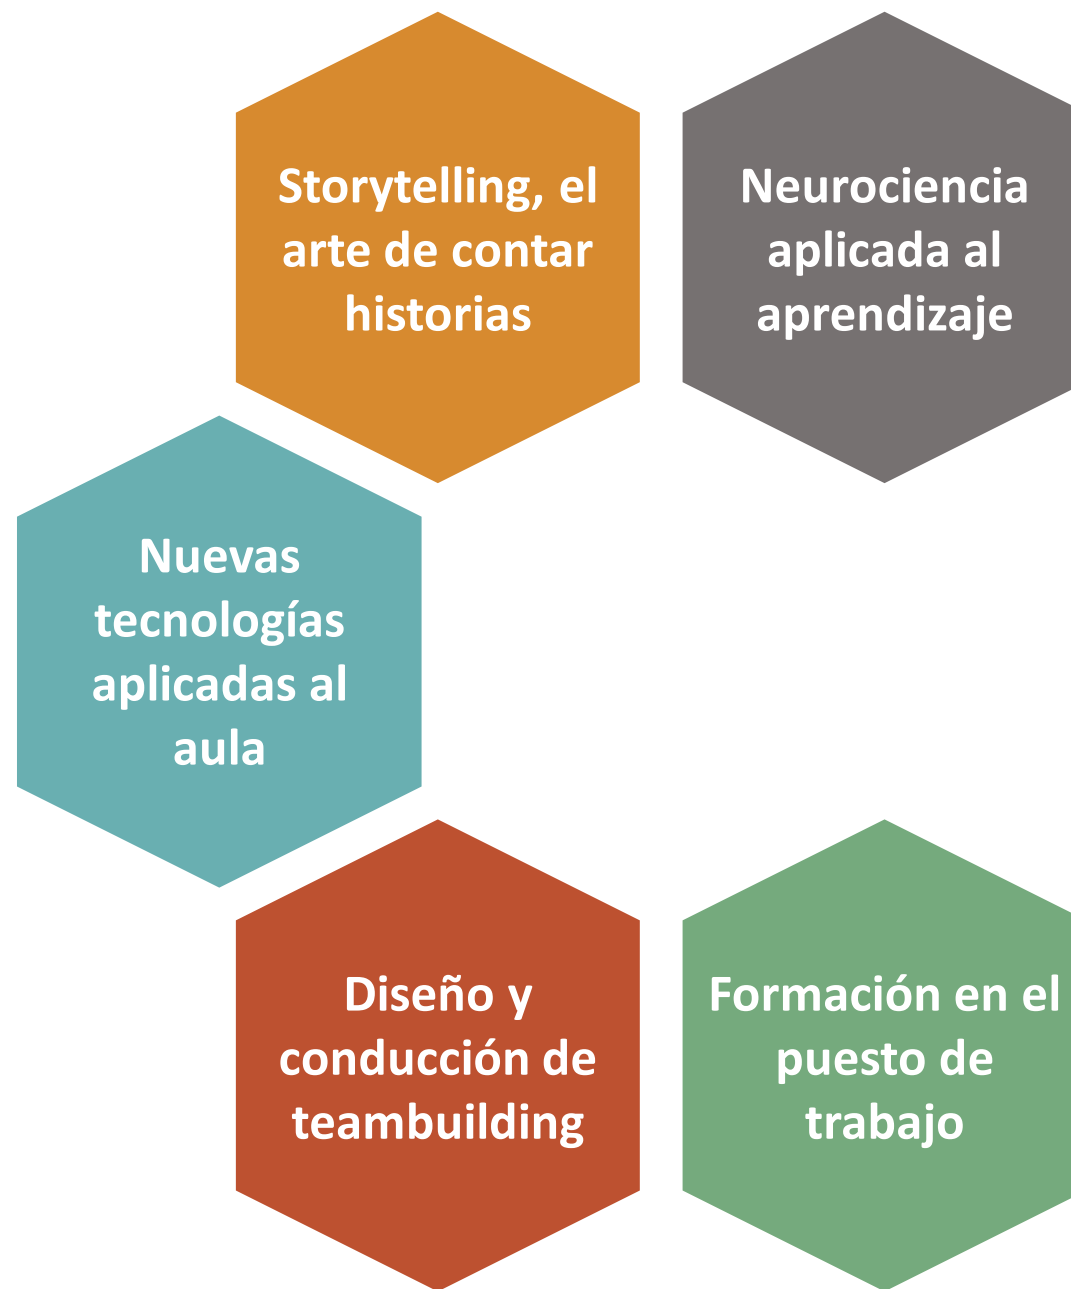 Storytelling, el
arte de contar
historias
Neurociencia
aplicada al
aprendizaje
Nuevas
tecnologías
aplicadas al
aula
Diseño y
conducción de
teambuilding
Formación en el
puesto de
trabajo